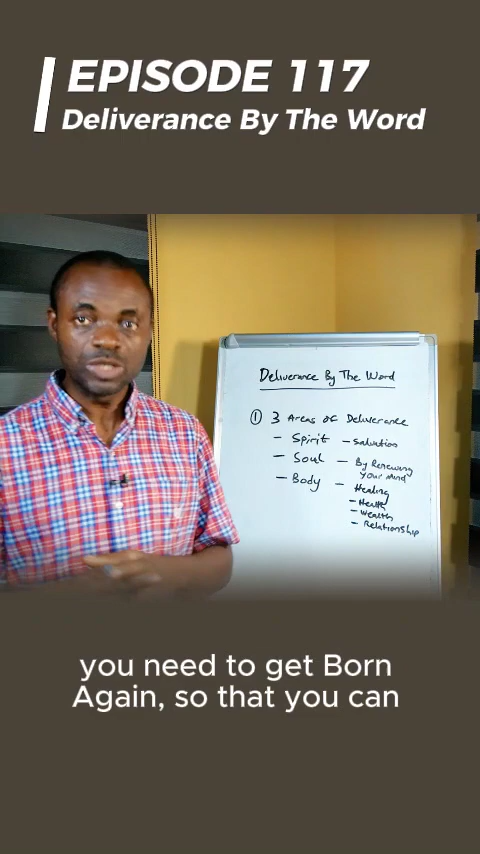 EPISODE 117
Deliverance By The Word
Deliverance By The Word
① 3 Areas of Deliverance
- Spirit - Salvation
- Soul - By Renewing
Your Mind
- Body - Healing
- Health
- Wealth
- Relationship
you need to get Born
Again, so that you can